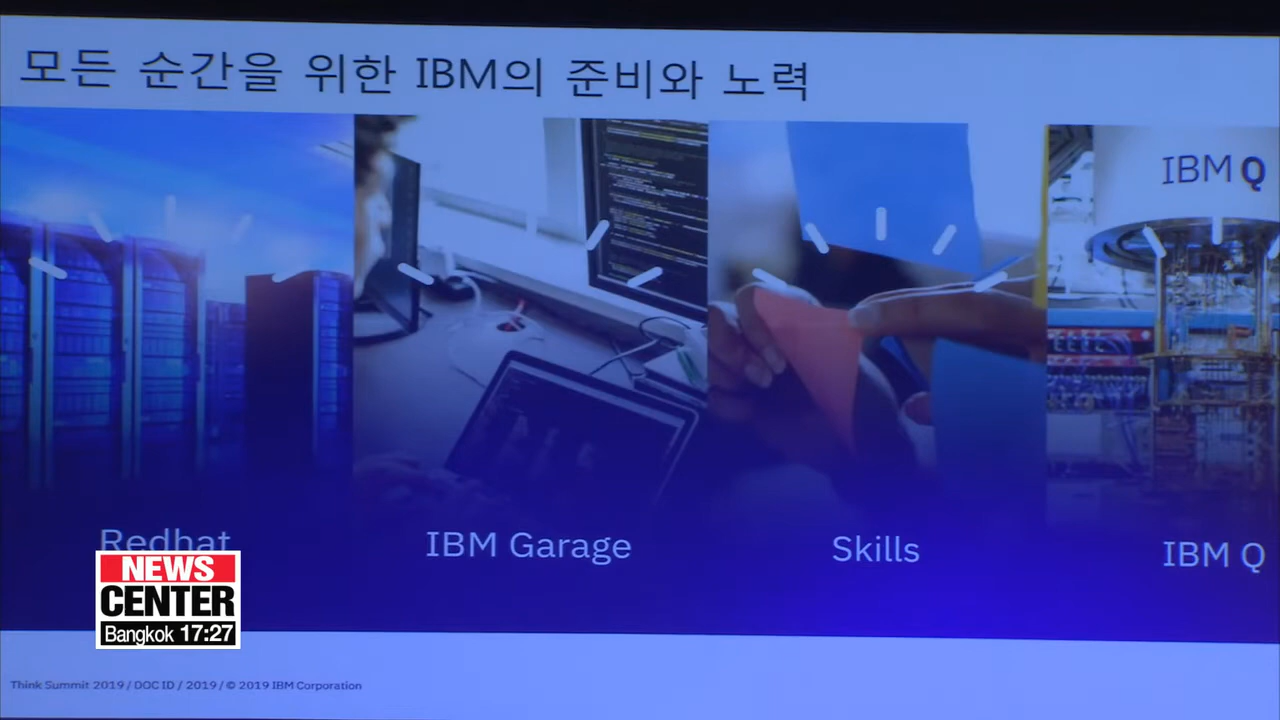 모든 순간을 위한 IBM의 준비와 노력
IBM Q
Redhat
IBM Garage
Skills
IBM Q
NEWS
CENTER
Bangkok 17:27
Think Summit 2019 / DOC ID / 2019 / © 2019 IBM Corporation